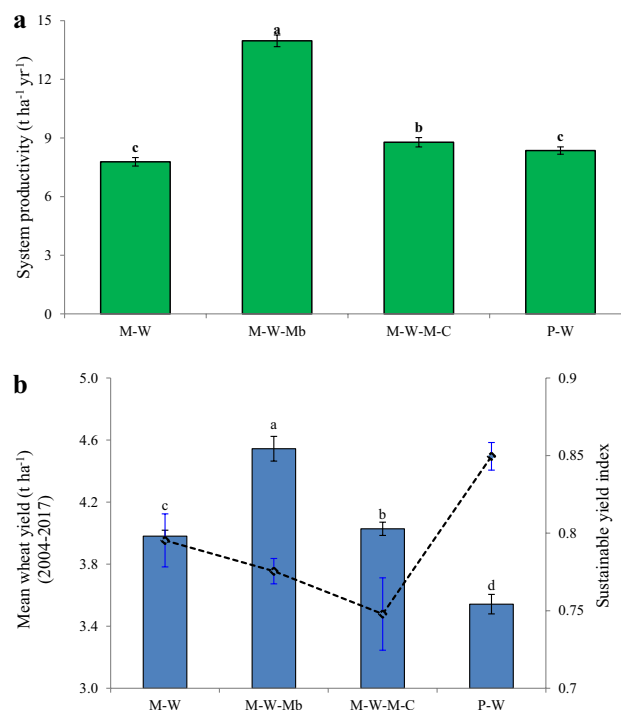 a
System productivity (t ha⁻¹ yr⁻¹)
15
12
9
6
3
0
c
a
b
c
M-W
M-W-Mb
M-W-M-C
P-W
b
Mean wheat yield (t ha⁻¹)
(2004-2017)
5.0
4.6
4.2
3.8
3.4
3.0
c
a
b
d
0.9
0.85
0.8
0.75
0.7
Sustainable yield index
M-W
M-W-Mb
M-W-M-C
P-W